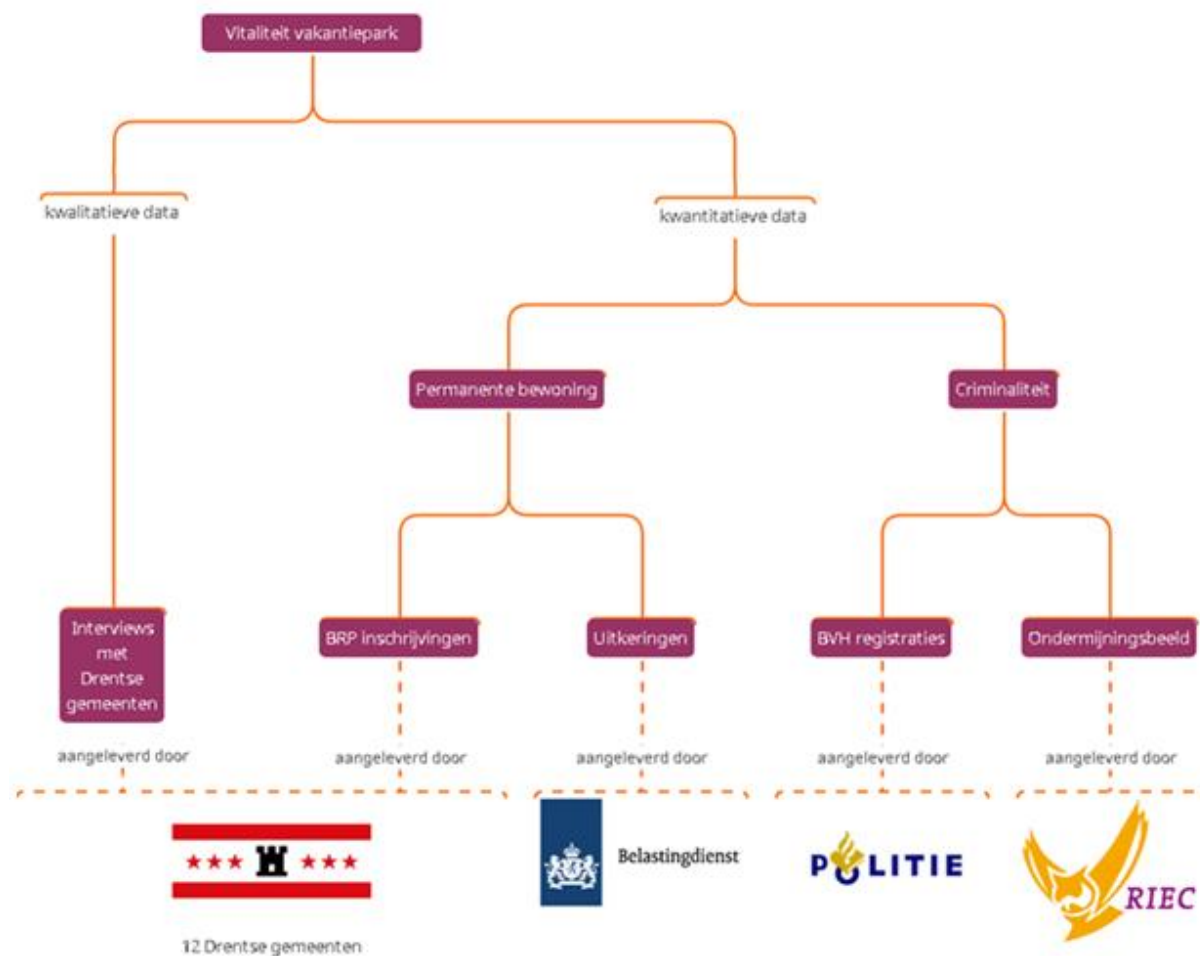 Vitaliteit vakantiepark
kwalitatieve data
kwantitatieve data
Permanente bewoning
Criminaliteit
Interviews
met
Drentse
gemeenten
BRP inschrijvingen
Uitkeringen
BVH registraties
Ondermijningsbeeld
aangeleverd door
aangeleverd door
aangeleverd door
aangeleverd door
aangeleverd door
Belastingdienst
POLITIE
RIEC
12 Drentse gemeenten